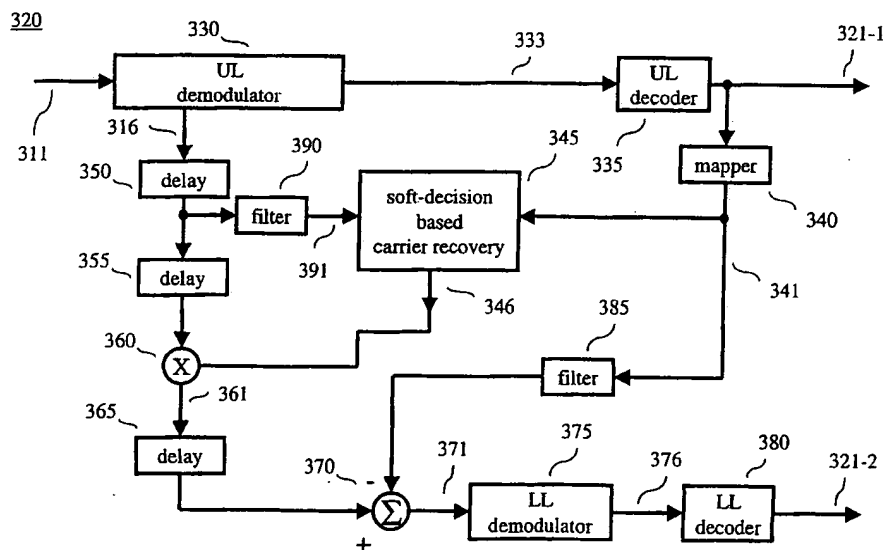 320
330
UL
demodulator
333
UL
decoder
321-1
311
316
335
mapper
340
350
delay
390
filter
391
345
soft-decision
based
carrier recovery
346
341
355
delay
360
X
361
385
filter
365
delay
370
-
+
Σ
371
375
LL
demodulator
376
380
LL
decoder
321-2